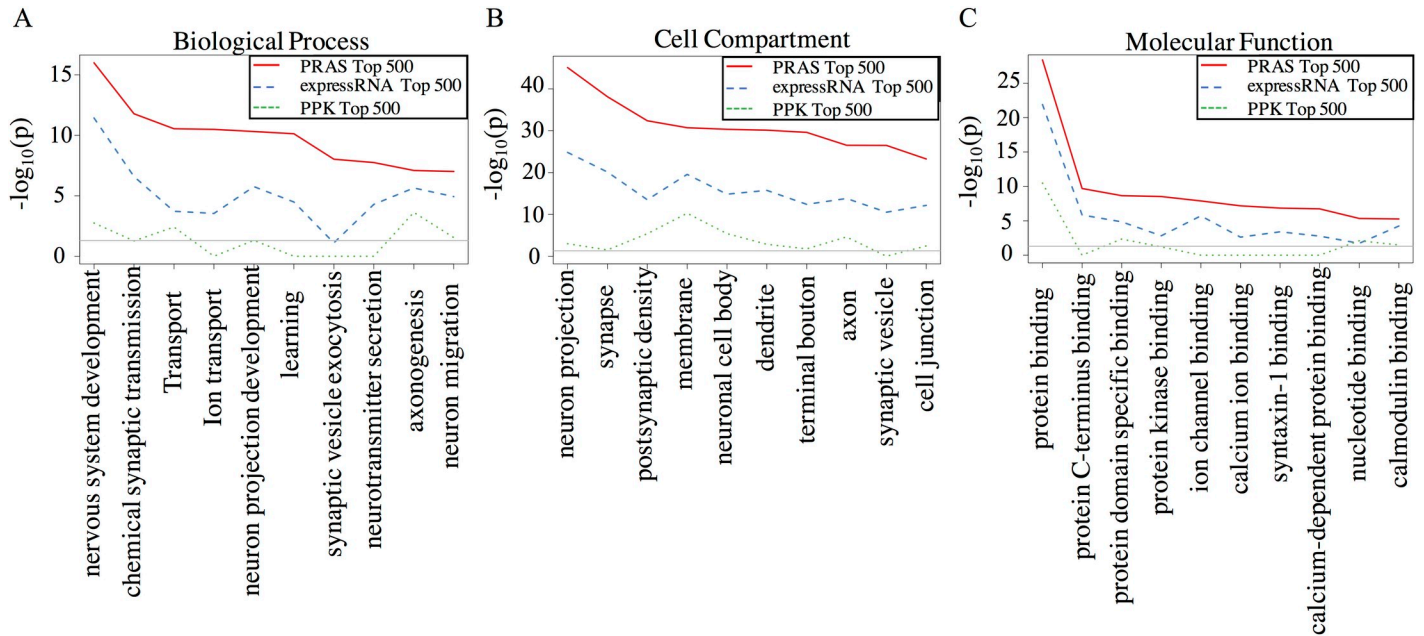 A
Biological Process
PRAS Top 500
expressRNA Top 500
PPK Top 500
-log10(p)
15
10
5
0
nervous system development
chemical synaptic transmission
Transport
Ion transport
neuron projection development
learning
synaptic vesicle exocytosis
neurotransmitter secretion
axonogenesis
neuron migration
B
Cell Compartment
PRAS Top 500
expressRNA Top 500
PPK Top 500
-log10(p)
40
30
20
10
0
neuron projection
synapse
postsynaptic density
membrane
neuronal cell body
dendrite
terminal bouton
axon
synaptic vesicle
cell junction
C
Molecular Function
PRAS Top 500
expressRNA Top 500
PPK Top 500
-log10(p)
25
20
15
10
5
0
protein binding
protein C-terminus binding
protein domain specific binding
protein kinase binding
ion channel binding
calcium ion binding
syntaxin-1 binding
calcium-dependent protein binding
nucleotide binding
calmodulin binding